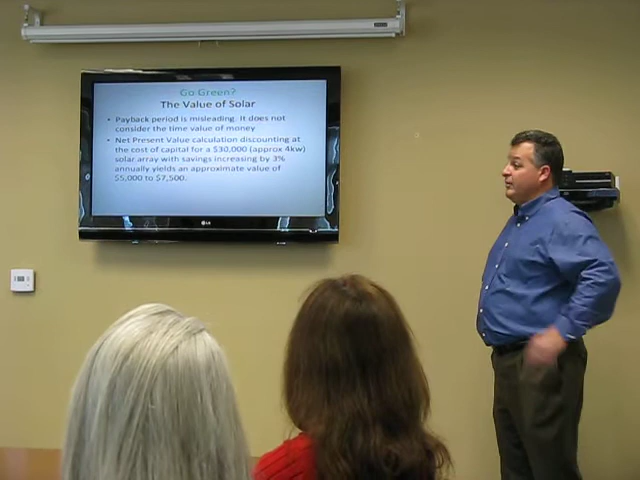 Go Green?
The Value of Solar
• Payback period is misleading. It does not
consider the time value of money
• Net Present Value calculation discounting at
the cost of capital for a $30,000 (approx 4kw)
solar array with savings increasing by 3%
annually yields an approximate value of
$5,000 to $7,500.
LG